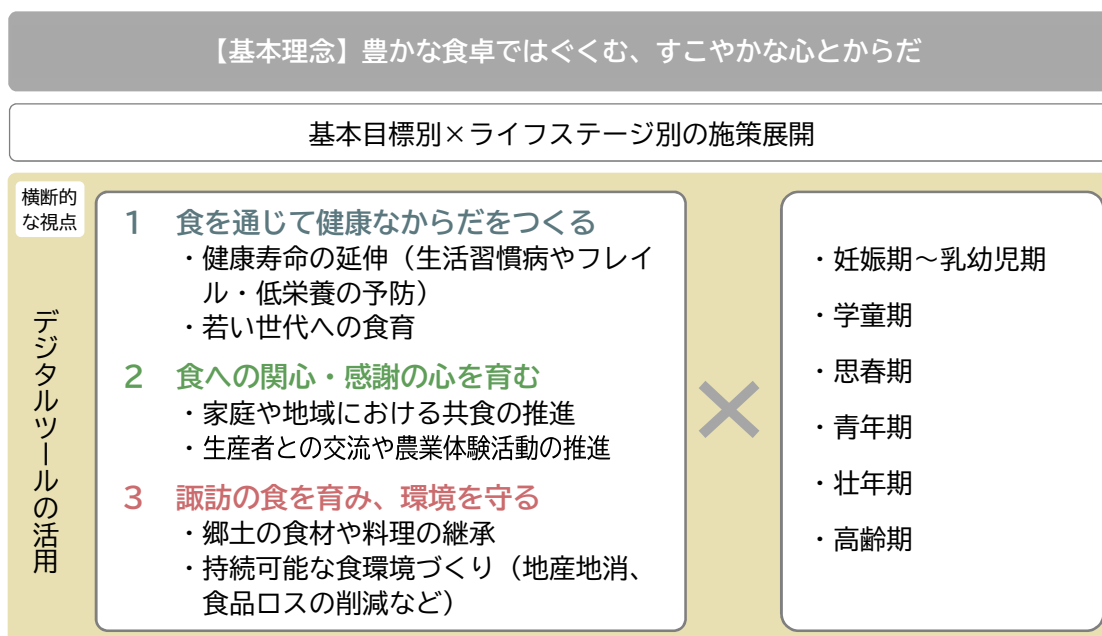 【基本理念】豊かな食卓ではぐくむ、すこやかな心とからだ
基本目標別×ライフステージ別の施策展開
横断的
な視点
デジタルツールの活用
1 食を通じて健康なからだをつくる
・健康寿命の延伸（生活習慣病やフレイ
ル・低栄養の予防）
・若い世代への食育
2 食への関心・感謝の心を育む
・家庭や地域における共食の推進
・生産者との交流や農業体験活動の推進
3 諏訪の食を育み、環境を守る
・郷土の食材や料理の継承
・持続可能な食環境づくり（地産地消、
食品ロスの削減など）
・妊娠期～乳幼児期
・学童期
・思春期
・青年期
・壮年期
・高齢期